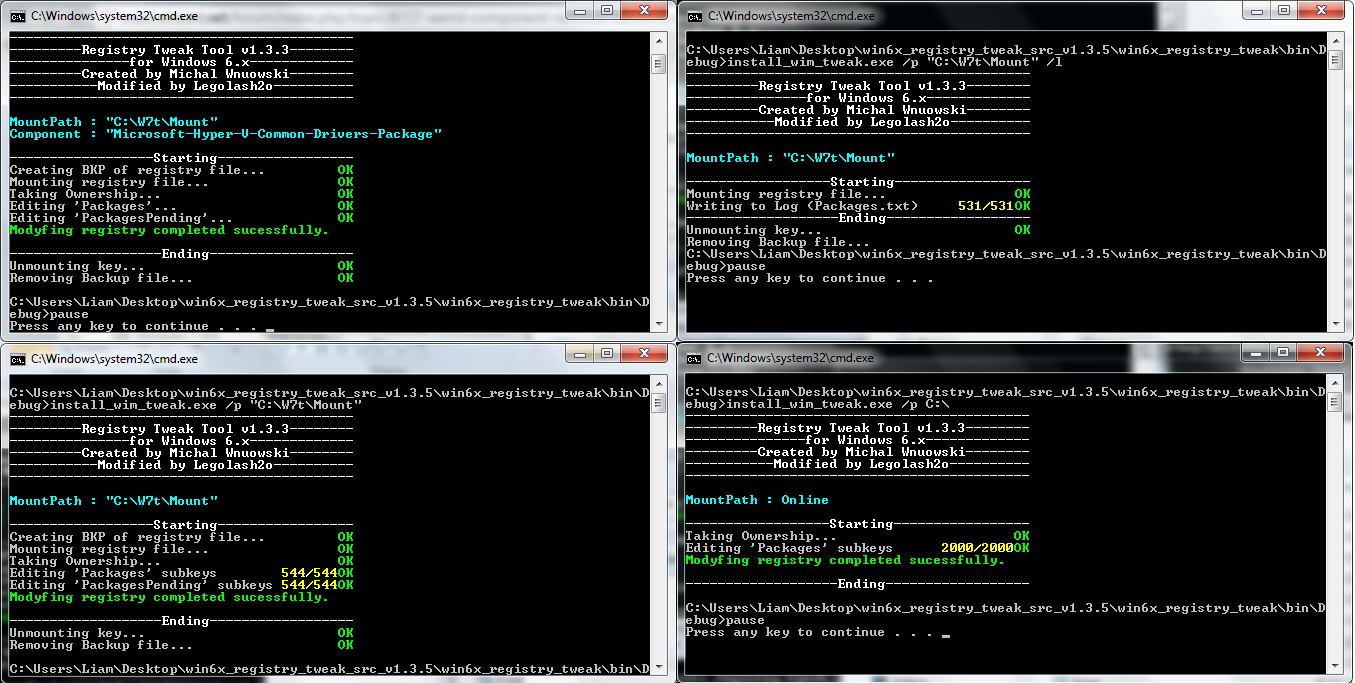 C:\Windows\system32\cmd.exe
------------------------------------------
---------Registry Tweak Tool v1.3.3--------
---------------for Windows 6.x-------------
---------Created by Michal Wnuowski--------
-----------Modified by Legolash2o----------
-------------------------------------------
MountPath : "C:\W7t\Mount"
Component : "Microsoft-Hyper-V-Common-Drivers-Package"
------------------Starting-----------------
Creating BKP of registry file... OK
Mounting registry file... OK
Taking Ownership... OK
Editing 'Packages'... OK
Editing 'PackagesPending'... OK
Modyfing registry completed sucessfully.
-------------------Ending------------------
Unmounting key... OK
Removing Backup file... OK
C:\Users\Liam\Desktop\win6x_registry_tweak_src_v1.3.5\win6x_registry_tweak\bin\D
ebug>pause
Press any key to continue . . . _
C:\Windows\system32\cmd.exe
C:\Users\Liam\Desktop\win6x_registry_tweak_src_v1.3.5\win6x_registry_tweak\bin\D
ebug>install_wim_tweak.exe /p "C:\W7t\Mount" /l
-------------------------------------------
---------Registry Tweak Tool v1.3.3--------
---------------for Windows 6.x-------------
---------Created by Michal Wnuowski--------
-----------Modified by Legolash2o----------
-------------------------------------------
MountPath : "C:\W7t\Mount"
------------------Starting-----------------
Mounting registry file... OK
Writing to Log (Packages.txt) 531/531OK
-------------------Ending------------------
Unmounting key... OK
Removing Backup file...
C:\Users\Liam\Desktop\win6x_registry_tweak_src_v1.3.5\win6x_registry_tweak\bin\D
ebug>pause
Press any key to continue . . .
C:\Windows\system32\cmd.exe
C:\Users\Liam\Desktop\win6x_registry_tweak_src_v1.3.5\win6x_registry_tweak\bin\D
ebug>install_wim_tweak.exe /p "C:\W7t\Mount"
-------------------------------------------
---------Registry Tweak Tool v1.3.3--------
---------------for Windows 6.x-------------
---------Created by Michal Wnuowski--------
-----------Modified by Legolash2o----------
-------------------------------------------
MountPath : "C:\W7t\Mount"
------------------Starting-----------------
Creating BKP of registry file... OK
Mounting registry file... OK
Taking Ownership... OK
Editing 'Packages' subkeys 544/544OK
Editing 'PackagesPending' subkeys 544/544OK
Modyfing registry completed sucessfully.
-------------------Ending------------------
Unmounting key... OK
Removing Backup file... OK
C:\Users\Liam\Desktop\win6x_registry_tweak_src_v1.3.5\win6x_registry_tweak\bin\D
C:\Windows\system32\cmd.exe
C:\Users\Liam\Desktop\win6x_registry_tweak_src_v1.3.5\win6x_registry_tweak\bin\D
ebug>install_wim_tweak.exe /p C:\
-------------------------------------------
---------Registry Tweak Tool v1.3.3--------
---------------for Windows 6.x-------------
---------Created by Michal Wnuowski--------
-----------Modified by Legolash2o----------
-------------------------------------------
MountPath : Online
------------------Starting-----------------
Taking Ownership... OK
Editing 'Packages' subkeys 2000/2000OK
Modyfing registry completed sucessfully.
-------------------Ending------------------
C:\Users\Liam\Desktop\win6x_registry_tweak_src_v1.3.5\win6x_registry_tweak\bin\D
ebug>pause
Press any key to continue . . . _